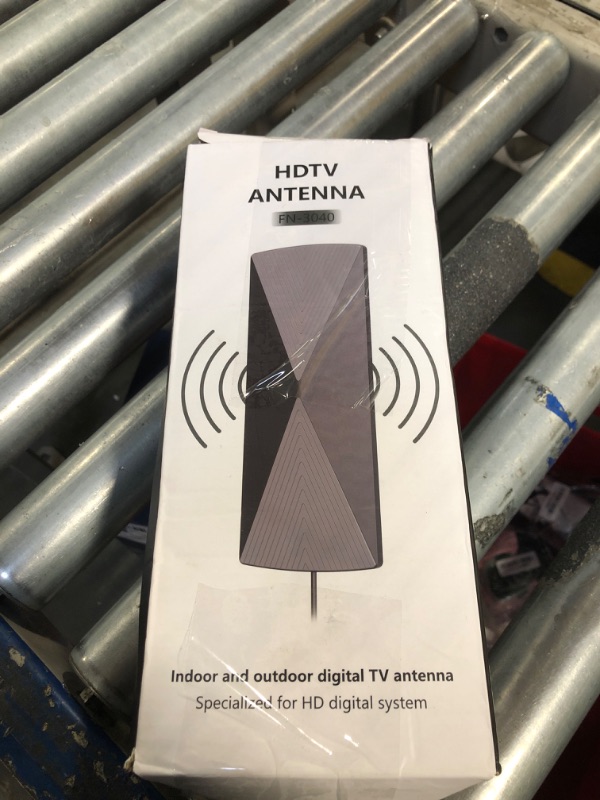 HDTV
ANTENNA
FN-3040
Indoor and outdoor digital TV antenna
Specialized for HD digital system